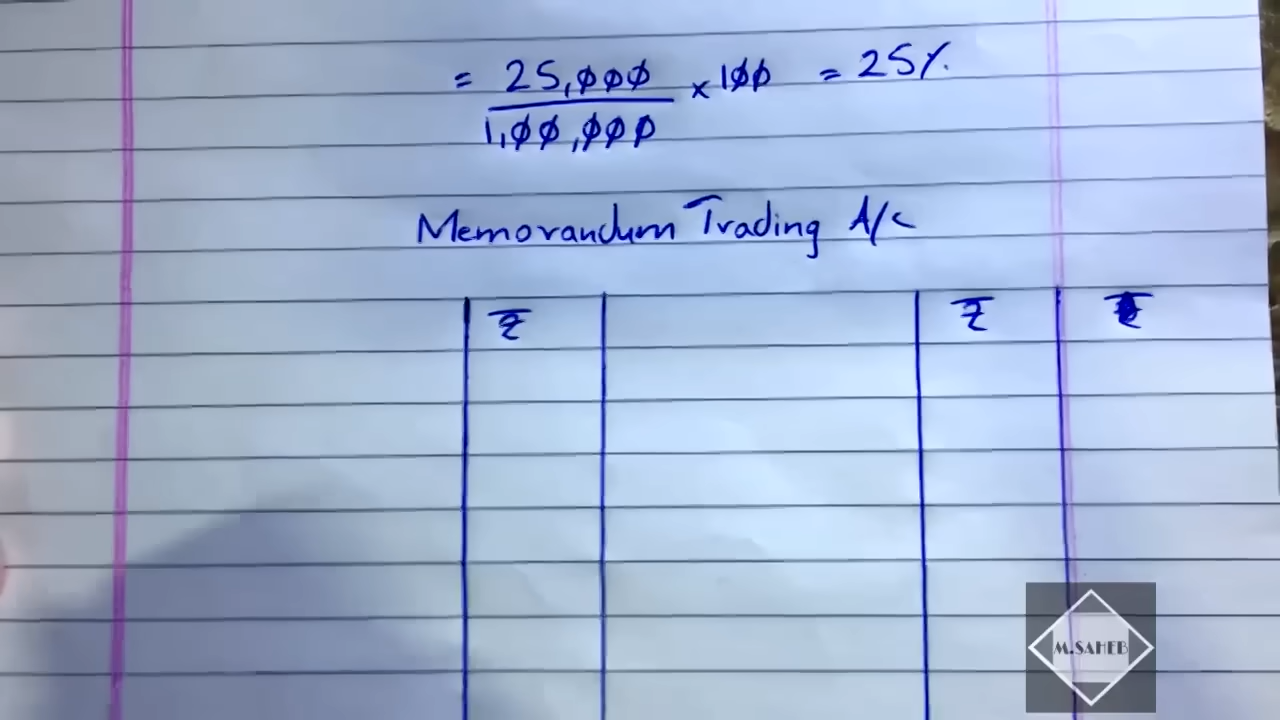 = 25,000 × 100 = 25%
1,00,000
Memorandum Trading A/c
₹ ₹ ₹
M.SAHEB